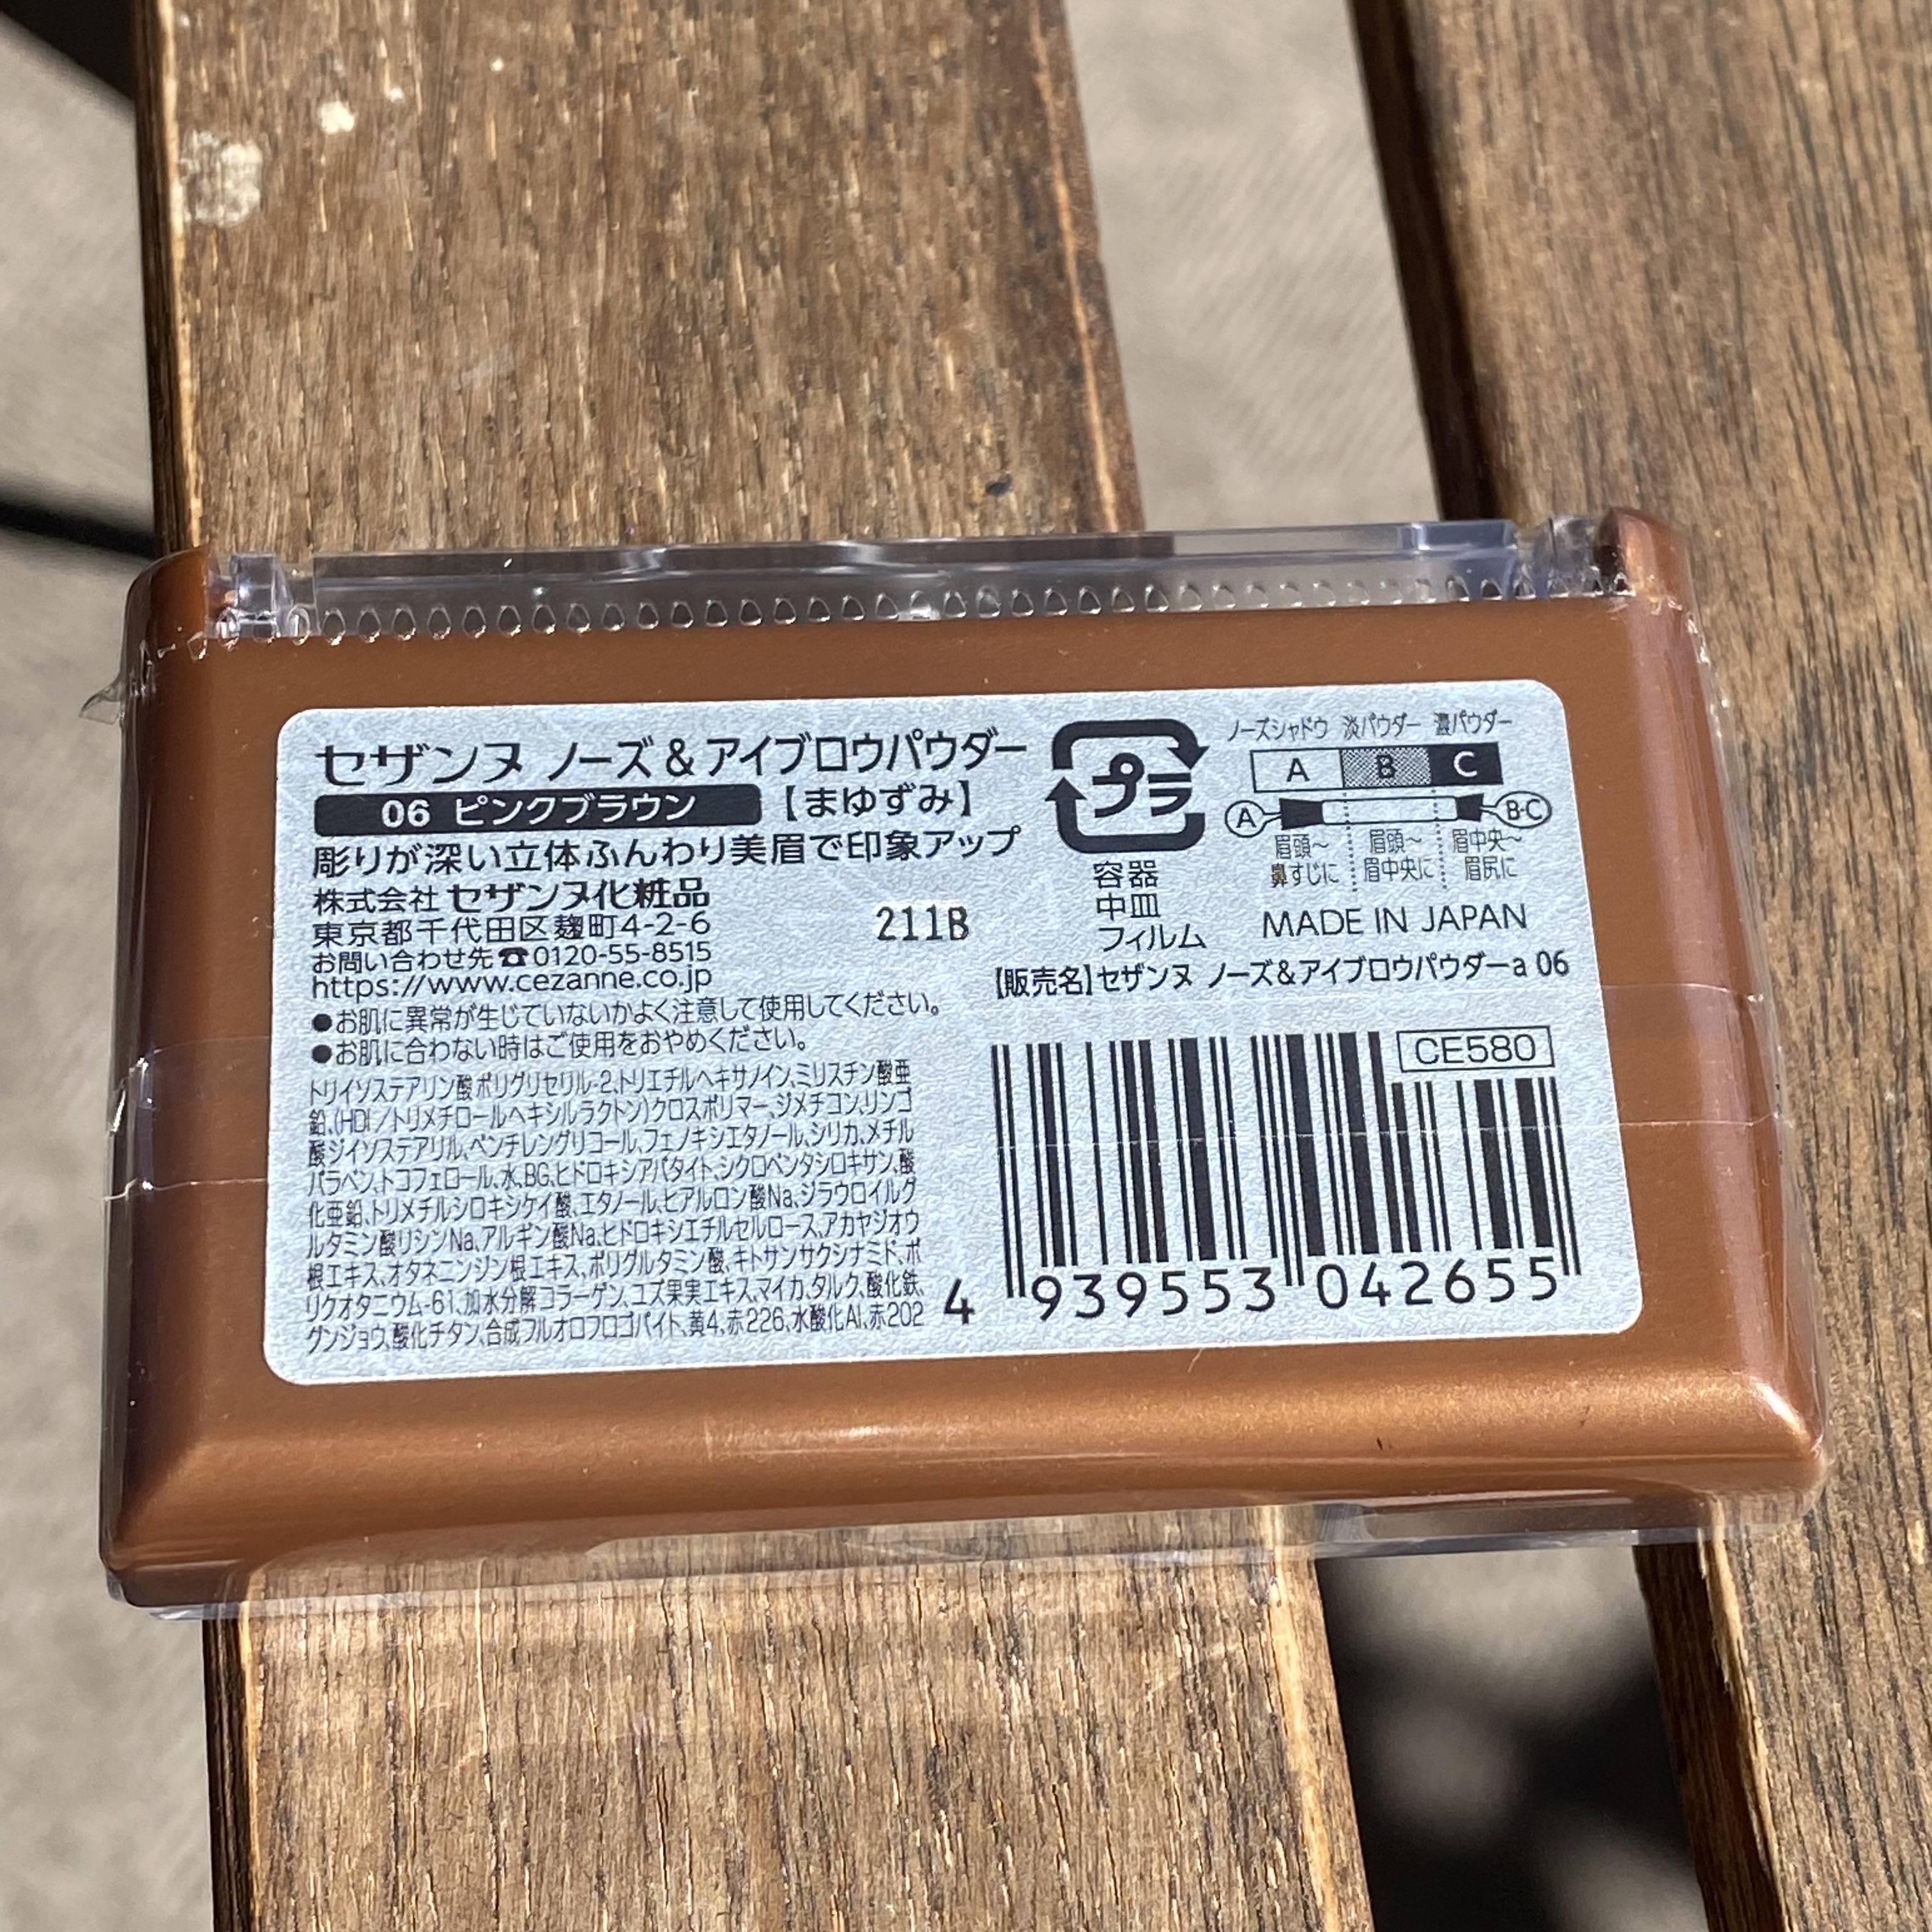 セザンヌ ノーズ&アイブロウパウダー
06 ピンクブラウン 【まゆずみ】
彫りが深い立体ふんわり美眉で印象アップ
株式会社 セザンヌ化粧品
東京都千代田区麹町4-2-6
お問い合わせ先☎0120-55-8515
https://www.cezanne.co.jp
211B
●お肌に異常が生じていないかよく注意して使用してください。
●お肌に合わない時はご使用をおやめください。
トリイソステアリン酸ポリグリセリル-2、トリエチルヘキサノイン、ミリスチン酸亜
鉛、(HDI/トリメチロールヘキシルラクトン)クロスポリマー、ジメチコン、リンゴ
酸ジイソステアリル、ペンチレングリコール、フェノキシエタノール、シリカ、メチル
パラベン、トコフェロール、水、BG、ヒドロキシアパタイト、シクロペンタシロキサン、酸
化亜鉛、トリメチルシロキシケイ酸、エタノール、ヒアルロン酸Na、ジラウロイルグ
ルタミン酸リシンNa、アルギン酸Na、ヒドロキシエチルセルロース、アカヤジオウ
根エキス、オタネニンジン根エキス、ポリグルタミン酸、キトサンサクシナミド、ポ
リクオタニウム-61、加水分解コラーゲン、ユズ果実エキス、マイカ、タルク、酸化鉄、
グンジョウ、酸化チタン、合成フルオロフロゴパイト、黄4、赤226、水酸化Al、赤202
プラ
容器
中皿
フィルム
ノーズシャドウ 淡パウダー 濃パウダー
A B C
A B・C
眉頭～ 眉頭～ 眉中央～
鼻すじに 眉中央に 眉尻に
MADE IN JAPAN
【販売名】セザンヌ ノーズ&アイブロウパウダーa 06
CE580
4 939553 042655